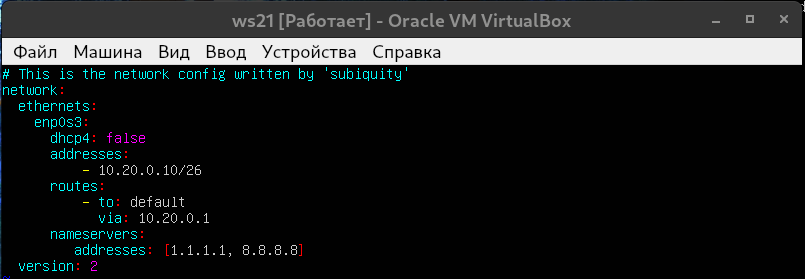 ws21 [Работает] - Oracle VM VirtualBox
Файл Машина Вид Ввод Устройства Справка
# This is the network config written by 'subiquity'
network:
  ethernets:
    enp0s3:
      dhcp4: false
      addresses:
          - 10.20.0.10/26
      routes:
          - to: default
            via: 10.20.0.1
      nameservers:
         addresses: [1.1.1.1, 8.8.8.8]
  version: 2